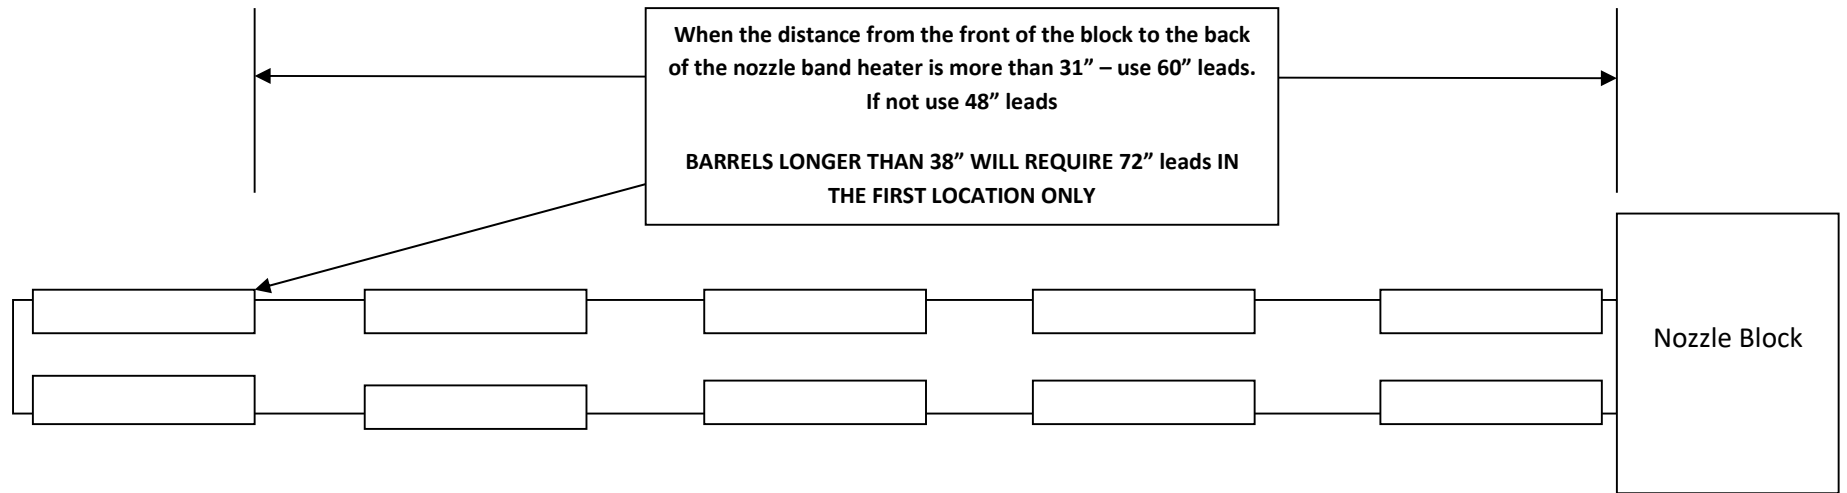 When the distance from the front of the block to the back
of the nozzle band heater is more than 31” – use 60” leads.
If not use 48” leads
BARRELS LONGER THAN 38” WILL REQUIRE 72” leads IN
THE FIRST LOCATION ONLY
Nozzle Block